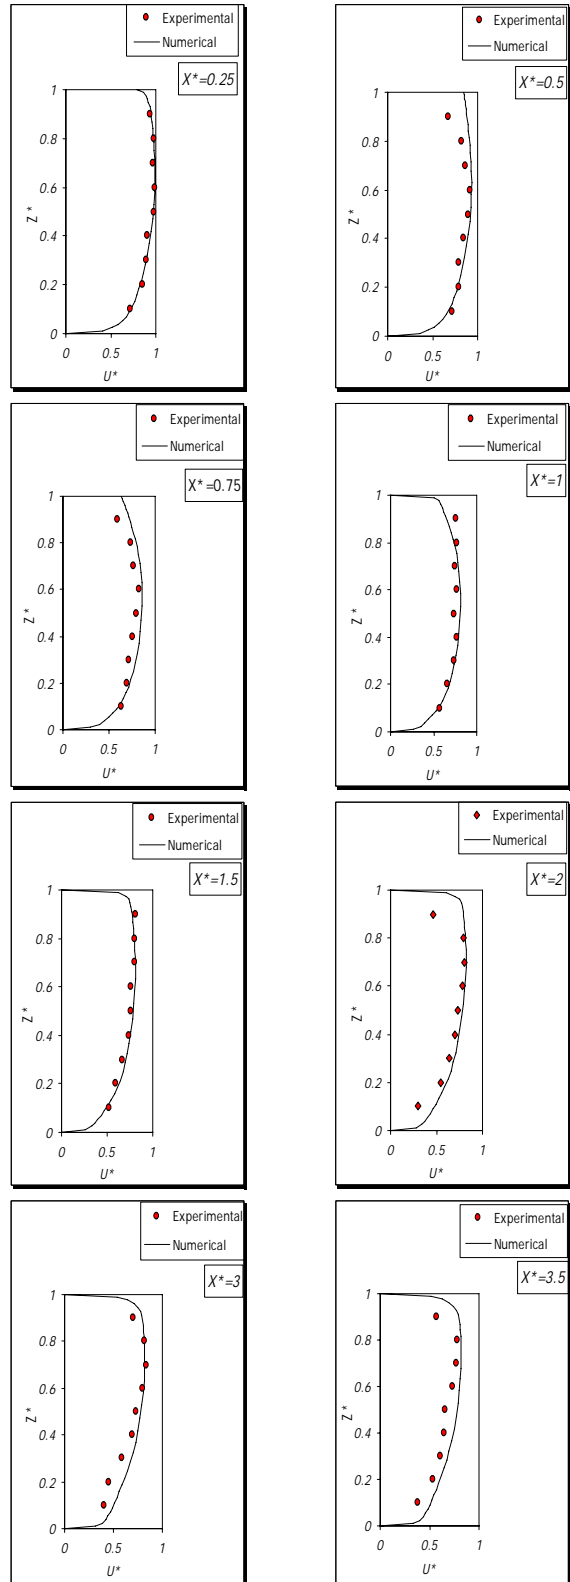 Experimental
Numerical
X*=0.25
1
0.8
0.6
0.4
0.2
0
Z *
0
0.5
1
U*
Experimental
Numerical
X*=0.5
1
0.8
0.6
0.4
0.2
0
Z *
0
0.5
1
U*
Experimental
Numerical
X*=0.75
1
0.8
0.6
0.4
0.2
0
Z *
0
0.5
1
U*
Experimental
Numerical
X*=1
1
0.8
0.6
0.4
0.2
0
Z *
0
0.5
1
U*
Experimental
Numerical
X*=1.5
1
0.8
0.6
0.4
0.2
0
Z *
0
0.5
1
U*
Experimental
Numerical
X*=2
1
0.8
0.6
0.4
0.2
0
Z *
0
0.5
1
U*
Experimental
Numerical
X*=3
1
0.8
0.6
0.4
0.2
0
Z *
0
0.5
1
U*
Experimental
Numerical
X*=3.5
1
0.8
0.6
0.4
0.2
0
Z *
0
0.5
1
U*